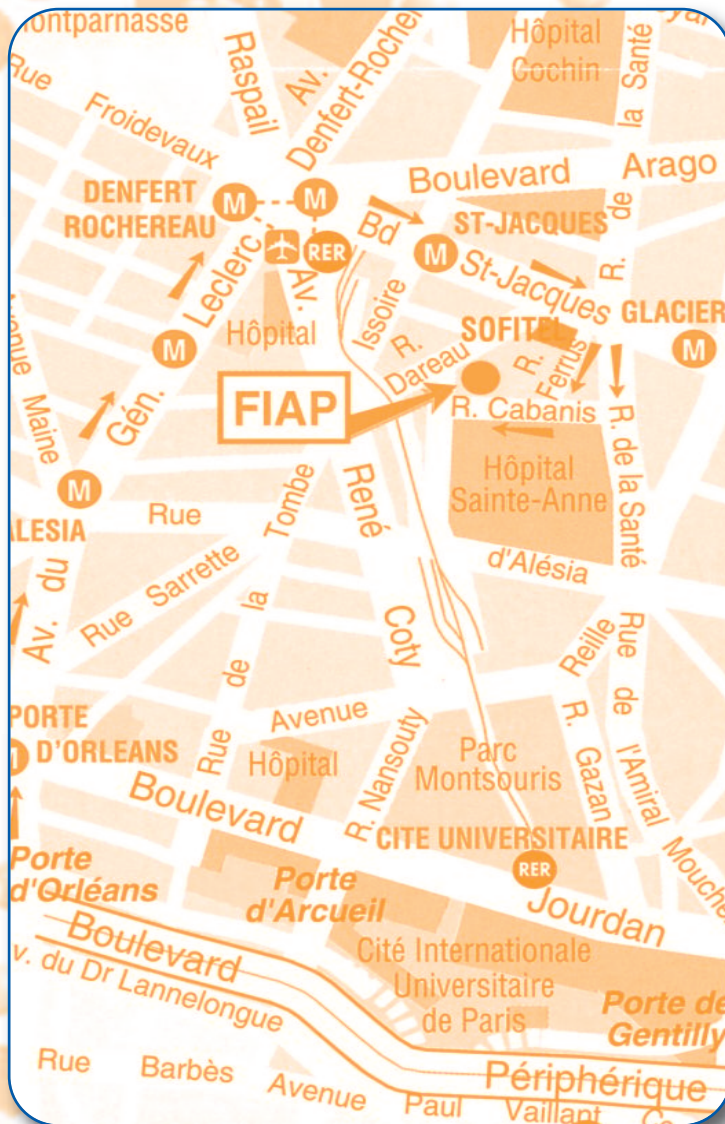 ontparnasse
Raspail
Av.
Denfert-Rocher
Hôpital
Cochin
R. de la Santé
Rue Froidevaux
Boulevard Arago
DENFERT
ROCHEREAU
M
M
RER
Bd St-Jacques
ST-JACQUES
M
Av. du Gén. Leclerc
Av. René Coty
Hôpital
Issoire
R. Dareau
SOFITEL
R. Ferrus
GLACIER
M
M
venue Maine
FIAP
R. Cabanis
R. de la Santé
Hôpital
Sainte-Anne
M
ALESIA
Rue d'Alésia
Rue de la Tombe
Rue Sarrette
Avenue Reille
Rue de l'Amiral Mouche
R. Gazan
PORTE
D'ORLEANS
M
Hôpital
R. Nansouty
Parc
Montsouris
Boulevard Jourdan
CITE UNIVERSITAIRE
RER
Porte
d'Orléans
Porte
d'Arcueil
Boulevard Périphérique
v. du Dr Lannelongue
Cité Internationale
Universitaire
de Paris
Porte de
Gentilly
Rue Barbès
Avenue Paul Vaillant